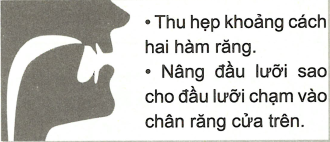 • Thu hẹp khoảng cách
hai hàm răng.
• Nâng đầu lưỡi sao
cho đầu lưỡi chạm vào
chân răng cửa trên.